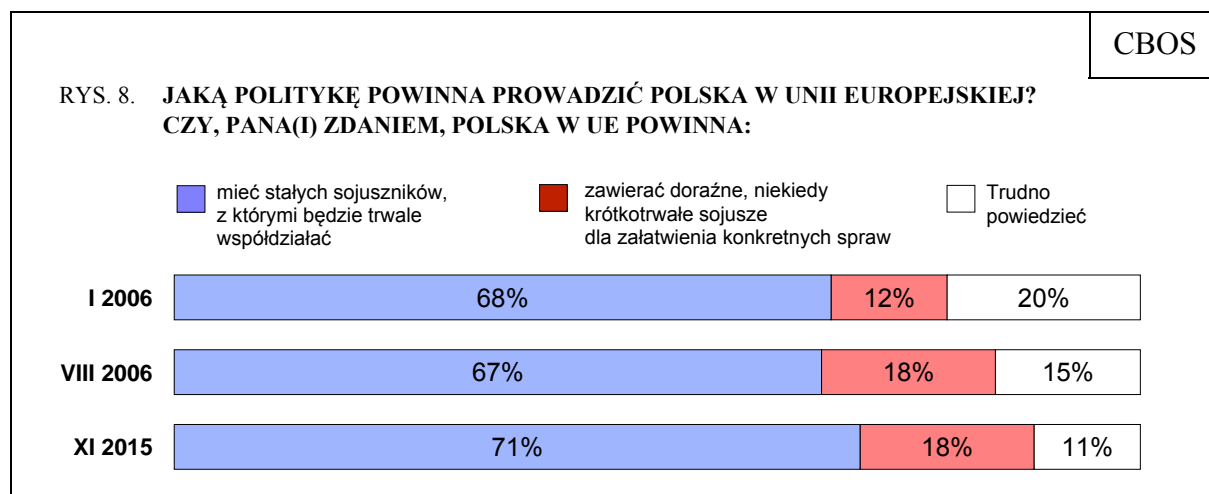 CBOS
RYS. 8. JAKĄ POLITYKĘ POWINNA PROWADZIĆ POLSKA W UNII EUROPEJSKIEJ?
CZY, PANA(I) ZDANIEM, POLSKA W UE POWINNA:
mieć stałych sojuszników,
z którymi będzie trwale
współdziałać
zawierać doraźne, niekiedy
krótkotrwałe sojusze
dla załatwienia konkretnych spraw
Trudno
powiedzieć
I 2006 68% 12% 20%
VIII 2006 67% 18% 15%
XI 2015 71% 18% 11%